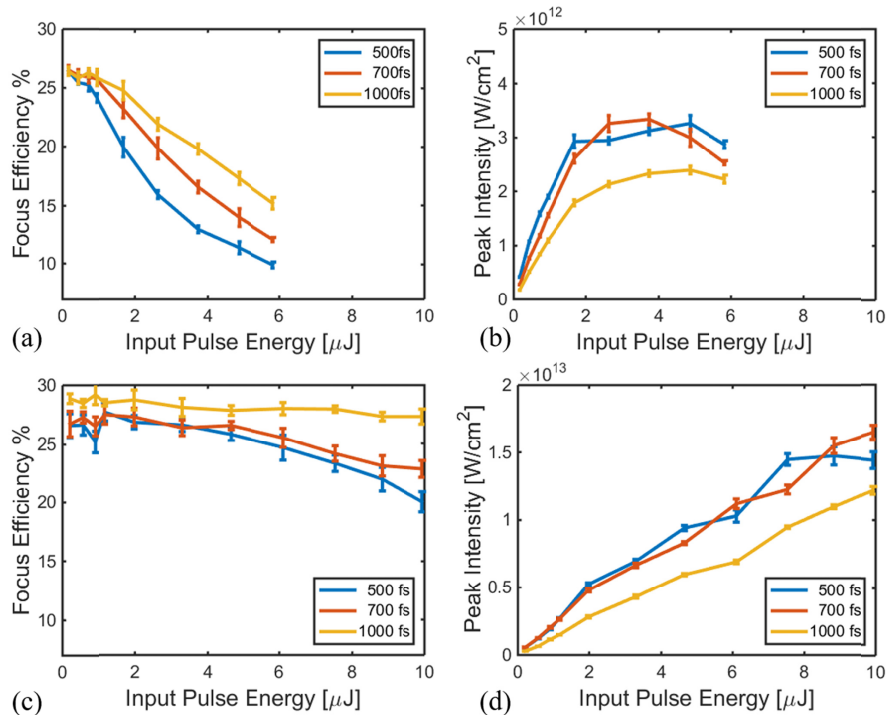 30
25
20
15
10
Focus Efficiency %
0 2 4 6 8 10
Input Pulse Energy [μJ]
500fs
700fs
1000fs
(a)
×10¹²
5
4
3
2
1
0
Peak Intensity [W/cm²]
0 2 4 6 8 10
Input Pulse Energy [μJ]
500 fs
700 fs
1000 fs
(b)
30
25
20
15
10
Focus Efficiency %
0 2 4 6 8 10
Input Pulse Energy [μJ]
500 fs
700 fs
1000 fs
(c)
×10¹³
2
1.5
1
0.5
0
Peak Intensity [W/cm²]
0 2 4 6 8 10
Input Pulse Energy [μJ]
500 fs
700 fs
1000 fs
(d)